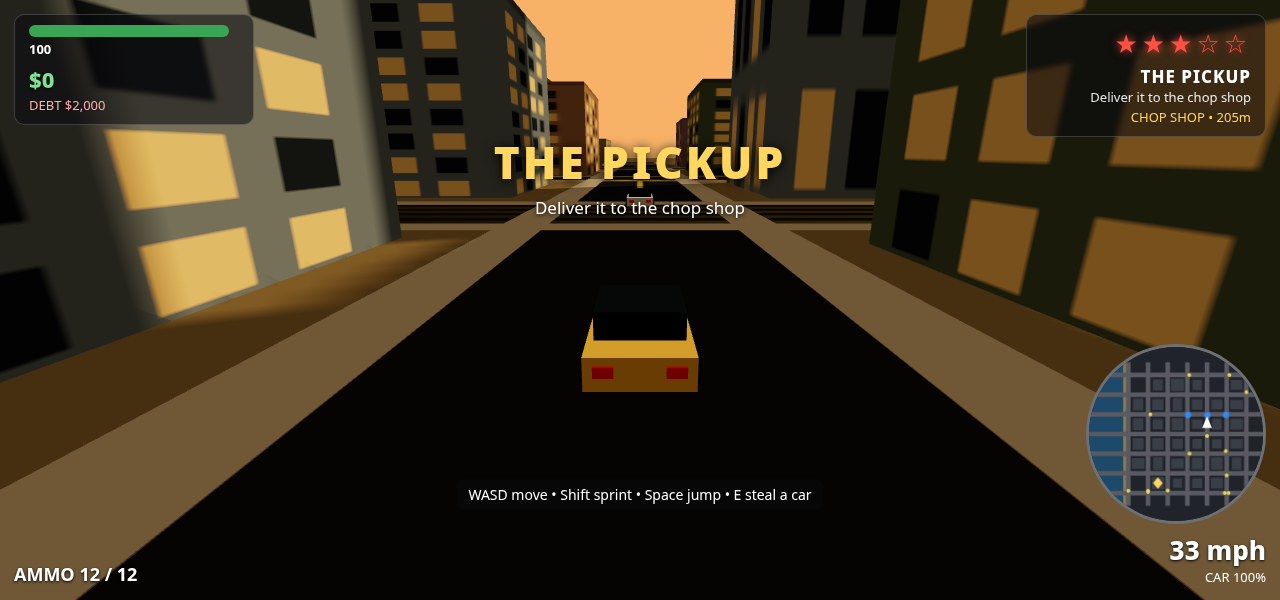 100
$0
DEBT $2,000
★★★☆☆
THE PICKUP
Deliver it to the chop shop
CHOP SHOP • 205m
THE PICKUP
Deliver it to the chop shop
WASD move • Shift sprint • Space jump • E steal a car
AMMO 12 / 12
33 mph
CAR 100%